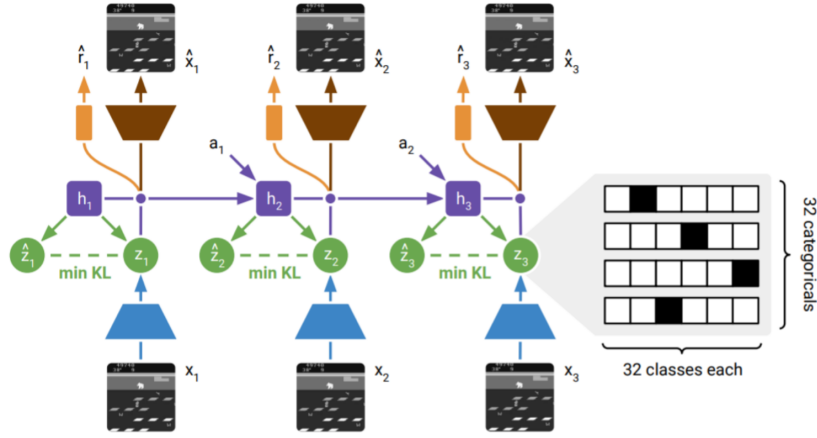 r̂₁
x̂₁
r̂₂
x̂₂
r̂₃
x̂₃
a₁
a₂
h₁
h₂
h₃
ẑ₁
min KL
z₁
ẑ₂
min KL
z₂
ẑ₃
min KL
z₃
32 categoricals
32 classes each
x₁
x₂
x₃